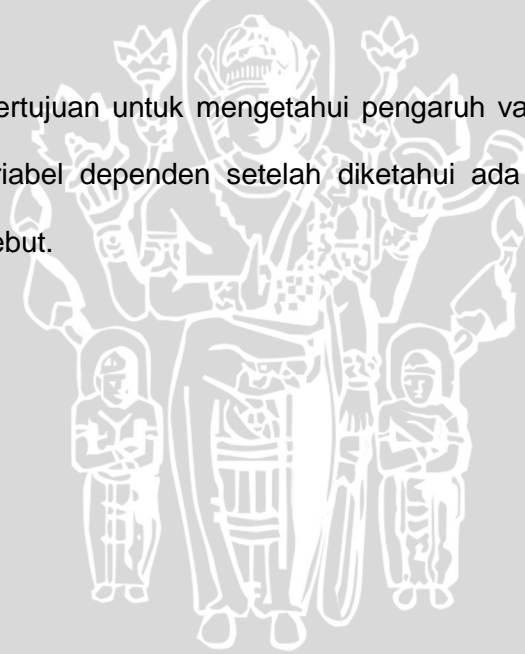 ertujuan untuk mengetahui pengaruh va
riabel dependen setelah diketahui ada
ebut.